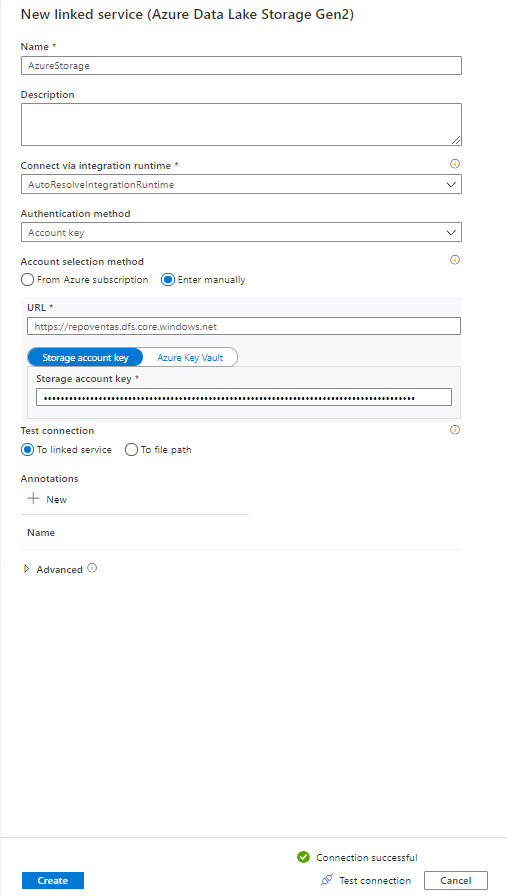 New linked service (Azure Data Lake Storage Gen2)
Name *
AzureStorage
Description
Connect via integration runtime *
AutoResolveIntegrationRuntime
Authentication method
Account key
Account selection method
From Azure subscription Enter manually
URL *
https://repoventas.dfs.core.windows.net
Storage account key Azure Key Vault
Storage account key *
Test connection
To linked service To file path
Annotations
+ New
Name
Advanced
Connection successful
Create Test connection Cancel